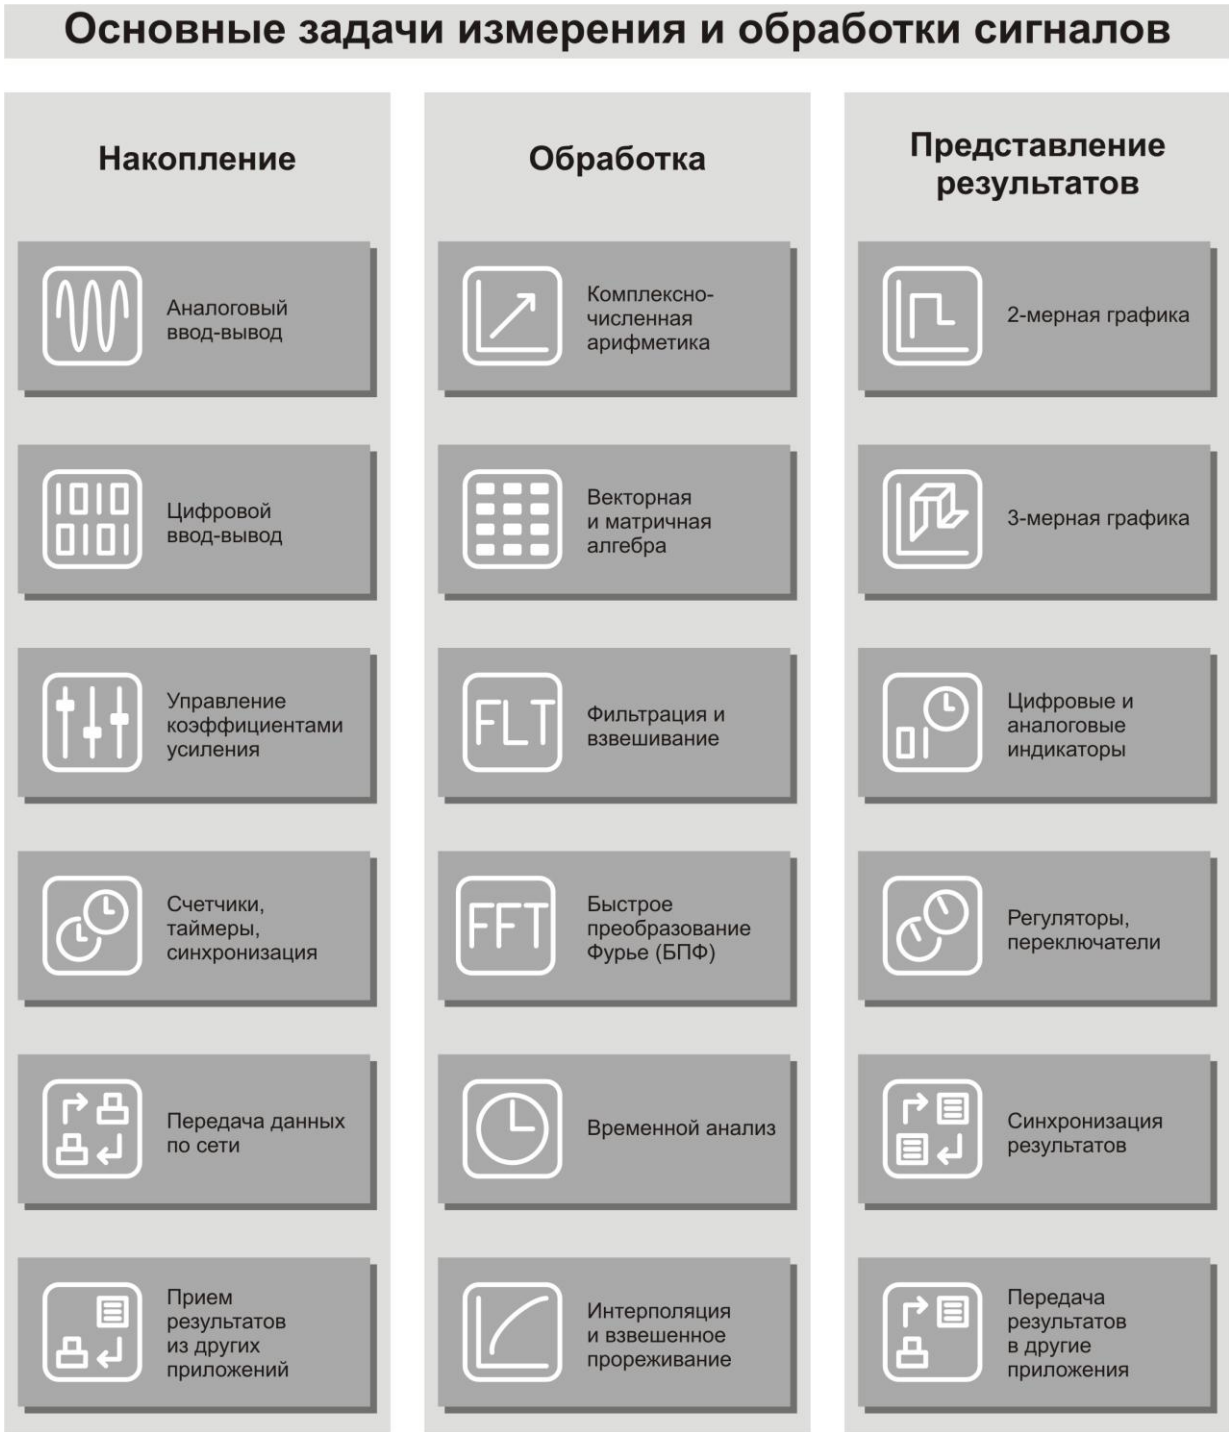 Основные задачи измерения и обработки сигналов
Накопление
Аналоговый
ввод-вывод
Цифровой
ввод-вывод
Управление
коэффициентами
усиления
Счетчики,
таймеры,
синхронизация
Передача данных
по сети
Прием
результатов
из других
приложений
Обработка
Комплексно-
численная
арифметика
Векторная
и матричная
алгебра
FLT
Фильтрация и
взвешивание
FFT
Быстрое
преобразование
Фурье (БПФ)
Временной анализ
Интерполяция
и взвешенное
прореживание
Представление
результатов
2-мерная графика
3-мерная графика
Цифровые и
аналоговые
индикаторы
Регуляторы,
переключатели
Синхронизация
результатов
Передача
результатов
в другие
приложения